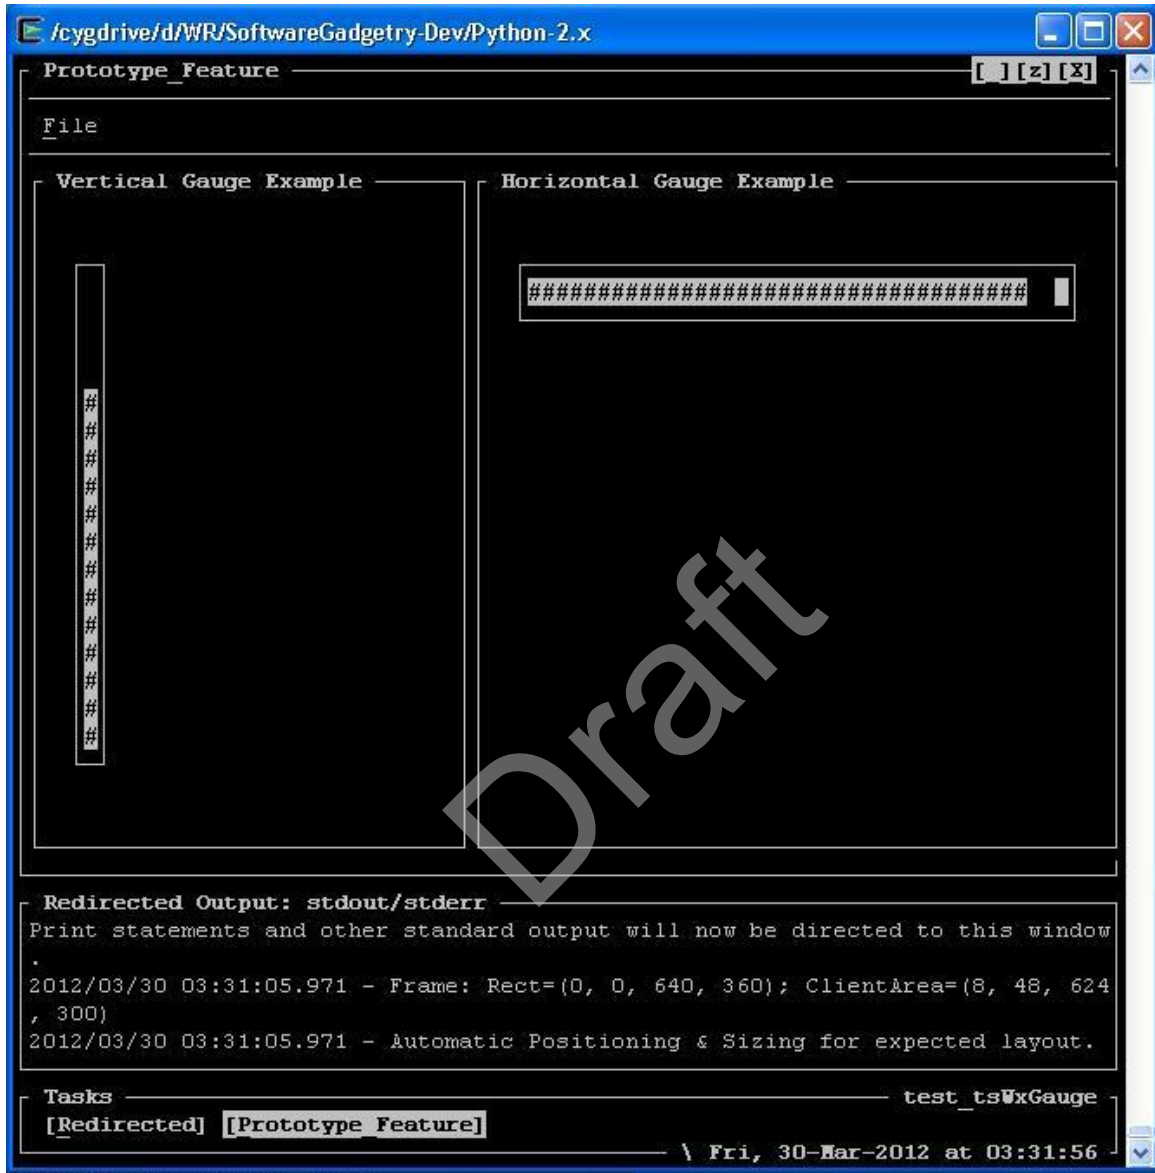 /cygdrive/d/WR/SoftwareGadgetry-Dev/Python-2.x
Prototype_Feature [ ][z][X]
File
Vertical Gauge Example
Horizontal Gauge Example
####################################
#
#
#
#
#
#
#
#
#
#
#
#
#
Draft
Redirected Output: stdout/stderr
Print statements and other standard output will now be directed to this window
.
2012/03/30 03:31:05.971 - Frame: Rect=(0, 0, 640, 360); ClientArea=(8, 48, 624
, 300)
2012/03/30 03:31:05.971 - Automatic Positioning & Sizing for expected layout.
Tasks test_tsWxGauge
[Redirected] [Prototype_Feature]
\ Fri, 30-Mar-2012 at 03:31:56